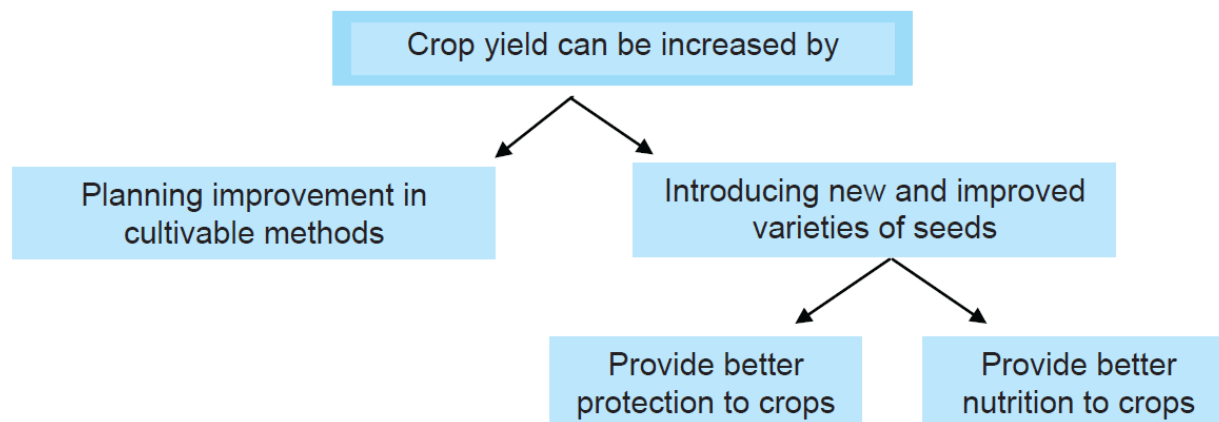 Crop yield can be increased by
Planning improvement in
cultivable methods
Introducing new and improved
varieties of seeds
Provide better
protection to crops
Provide better
nutrition to crops